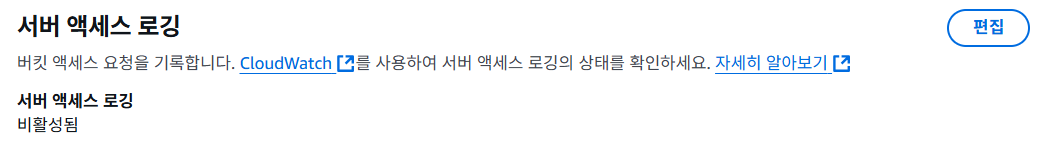 서버 액세스 로깅
편집
버킷 액세스 요청을 기록합니다. CloudWatch를 사용하여 서버 액세스 로깅의 상태를 확인하세요. 자세히 알아보기
서버 액세스 로깅
비활성됨